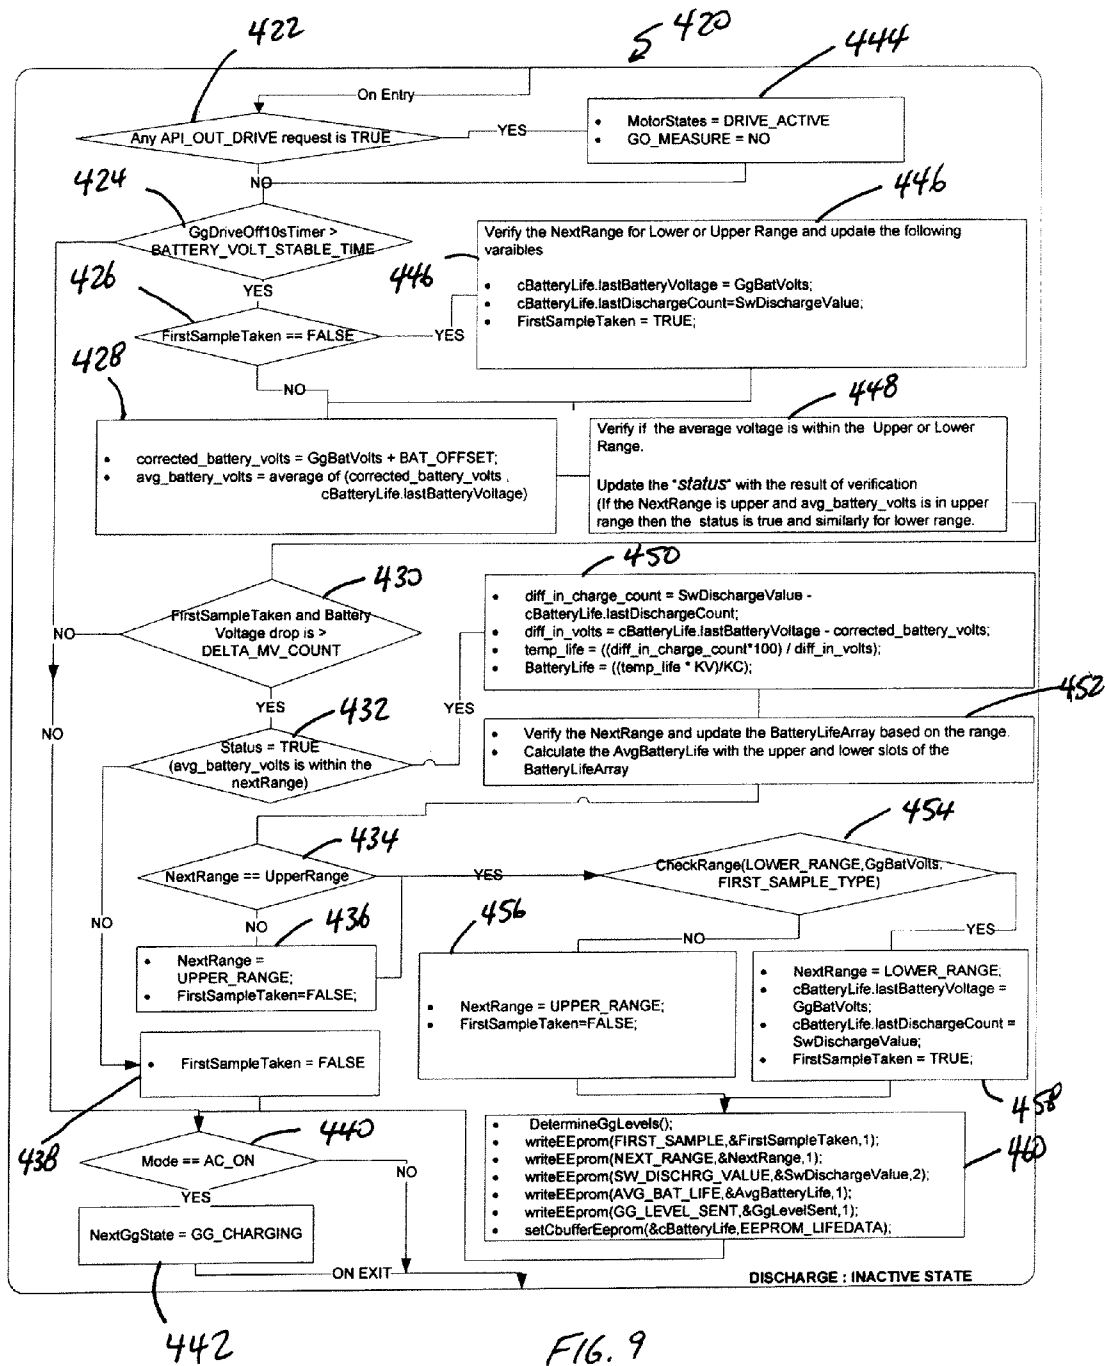 422
420
444
On Entry
Any API_OUT_DRIVE request is TRUE
YES
• MotorStates = DRIVE_ACTIVE
• GO_MEASURE = NO
NO
424
446
GgDriveOff10sTimer >
BATTERY_VOLT_STABLE_TIME
Verify the NextRange for Lower or Upper Range and update the following
varaibles
426
446
YES
• cBatteryLife.lastBatteryVoltage = GgBatVolts;
• cBatteryLife.lastDischargeCount=SwDischargeValue;
• FirstSampleTaken = TRUE;
FirstSampleTaken == FALSE
YES
428
NO
448
• corrected_battery_volts = GgBatVolts + BAT_OFFSET;
• avg_battery_volts = average of (corrected_battery_volts ,
cBatteryLife.lastBatteryVoltage)
Verify if the average voltage is within the Upper or Lower
Range.
Update the "status" with the result of verification
(If the NextRange is upper and avg_battery_volts is in upper
range then the status is true and similarly for lower range.
430
450
FirstSampleTaken and Battery
Voltage drop is >
DELTA_MV_COUNT
NO
• diff_in_charge_count = SwDischargeValue -
cBatteryLife.lastDischargeCount;
• diff_in_volts = cBatteryLife.lastBatteryVoltage - corrected_battery_volts;
• temp_life = ((diff_in_charge_count*100) / diff_in_volts);
• BatteryLife = ((temp_life * KV)/KC);
452
YES
432
YES
NO
Status = TRUE
(avg_battery_volts is within the
nextRange)
• Verify the NextRange and update the BatteryLifeArray based on the range.
• Calculate the AvgBatteryLife with the upper and lower slots of the
BatteryLifeArray
434
454
NextRange == UpperRange
YES
CheckRange(LOWER_RANGE,GgBatVolts,
FIRST_SAMPLE_TYPE)
NO
NO
436
456
NO
YES
• NextRange =
UPPER_RANGE;
• FirstSampleTaken=FALSE;
• NextRange = UPPER_RANGE;
• FirstSampleTaken=FALSE;
• NextRange = LOWER_RANGE;
• cBatteryLife.lastBatteryVoltage =
GgBatVolts;
• cBatteryLife.lastDischargeCount =
SwDischargeValue;
• FirstSampleTaken = TRUE;
• FirstSampleTaken = FALSE
438
440
458
460
Mode == AC_ON
NO
YES
• DetermineGgLevels();
• writeEEprom(FIRST_SAMPLE,&FirstSampleTaken,1);
• writeEEprom(NEXT_RANGE,&NextRange,1);
• writeEEprom(SW_DISCHRG_VALUE,&SwDischargeValue,2);
• writeEEprom(AVG_BAT_LIFE,&AvgBatteryLife,1);
• writeEEprom(GG_LEVEL_SENT,&GgLevelSent,1);
• setCbufferEeprom(&cBatteryLife,EEPROM_LIFEDATA);
NextGgState = GG_CHARGING
ON EXIT
DISCHARGE : INACTIVE STATE
442
FIG. 9